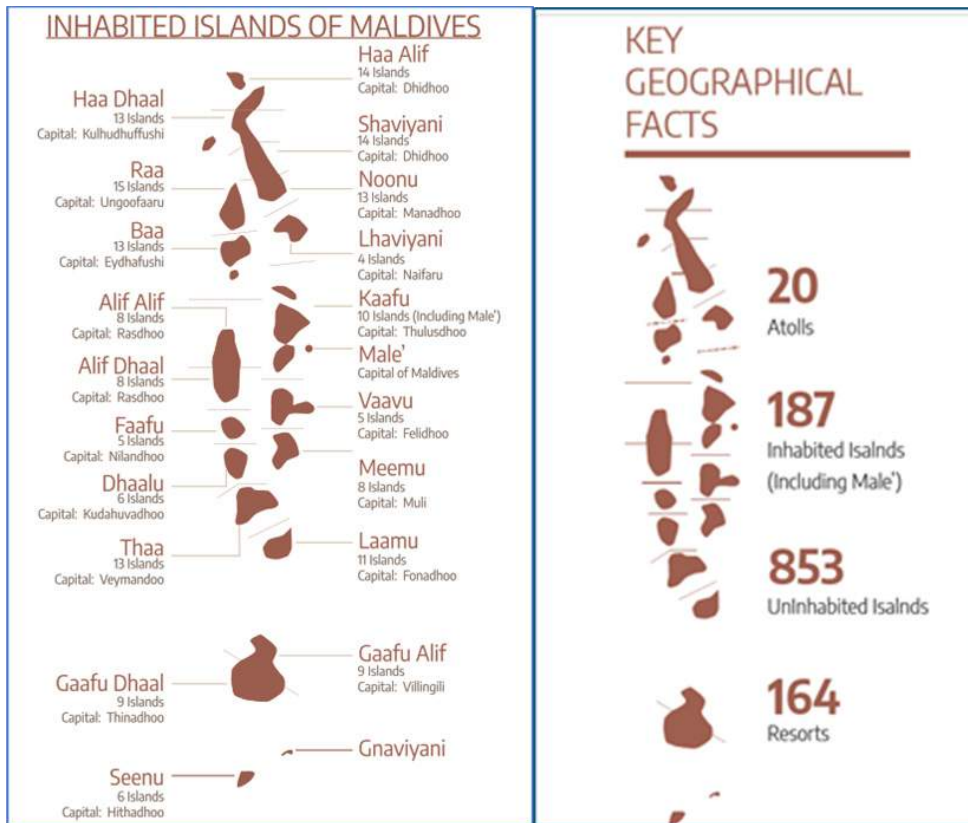 INHABITED ISLANDS OF MALDIVES
Haa Alif
14 Islands
Capital: Dhidhoo
Haa Dhaal
13 Islands
Capital: Kulhudhuffushi
Shaviyani
14 Islands
Capital: Dhidhoo
Raa
15 Islands
Capital: Ungoofaaru
Noonu
13 Islands
Capital: Manadhoo
Baa
13 Islands
Capital: Eydhafushi
Lhaviyani
4 Islands
Capital: Naifaru
Alif Alif
8 Islands
Capital: Rasdhoo
Kaafu
10 Islands (Including Male')
Capital: Thulusdhoo
Male'
Capital of Maldives
Alif Dhaal
8 Islands
Capital: Rasdhoo
Vaavu
5 Islands
Capital: Felidhoo
Faafu
5 Islands
Capital: Nilandhoo
Meemu
8 Islands
Capital: Muli
Dhaalu
6 Islands
Capital: Kudahuvadhoo
Thaa
13 Islands
Capital: Veymandoo
Laamu
11 Islands
Capital: Fonadhoo
Gaafu Alif
9 Islands
Capital: Villingili
Gaafu Dhaal
9 Islands
Capital: Thinadhoo
Gnaviyani
Seenu
6 Islands
Capital: Hithadhoo
KEY
GEOGRAPHICAL
FACTS
20
Atolls
187
Inhabited Isalnds
(Including Male')
853
UnInhabited Isalnds
164
Resorts